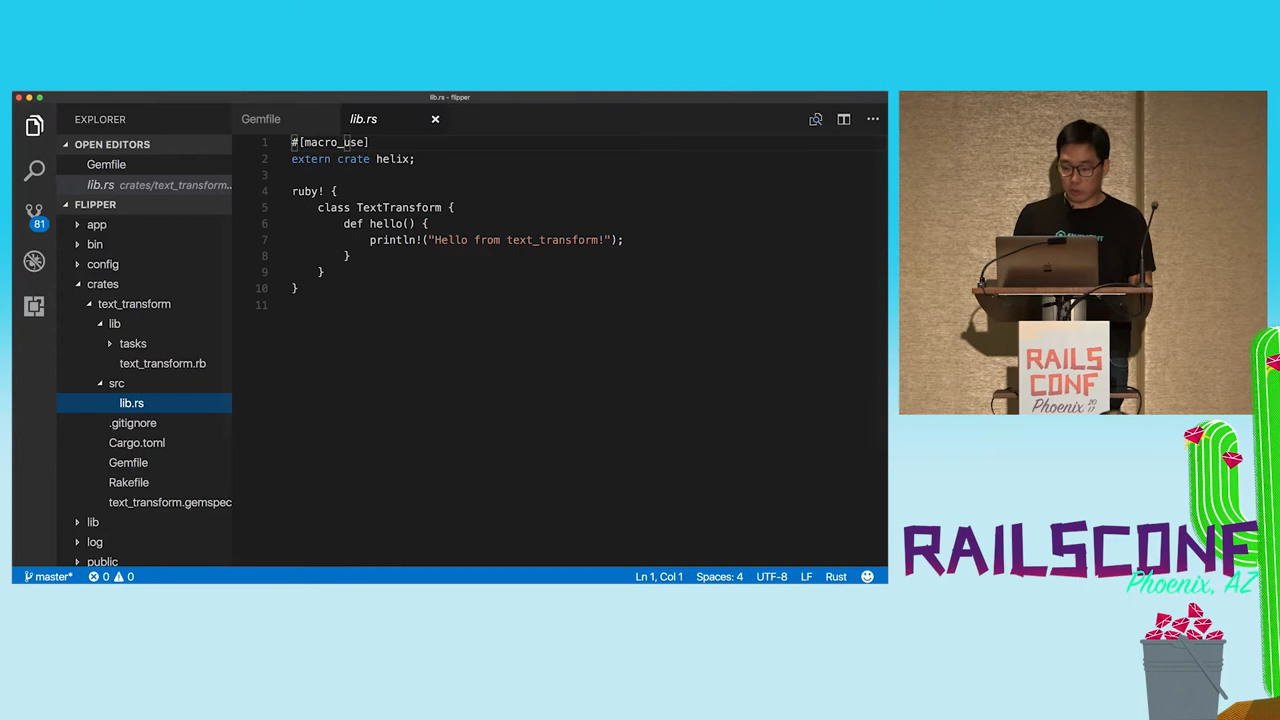 lib.rs - flipper
EXPLORER
OPEN EDITORS
Gemfile
lib.rs crates/text_transform...
81
FLIPPER
app
bin
config
crates
text_transform
lib
tasks
text_transform.rb
src
lib.rs
.gitignore
Cargo.toml
Gemfile
Rakefile
text_transform.gemspec
lib
log
public
Gemfile
lib.rs
1 #[macro_use]
2 extern crate helix;
3
4 ruby! {
5 class TextTransform {
6 def hello() {
7 println!("Hello from text_transform!");
8 }
9 }
10 }
11
master*
0
0
Ln 1, Col 1
Spaces: 4
UTF-8
LF
Rust
RAILS
CONF
Phoenix 2017
RAILSCONF
Phoenix, AZ